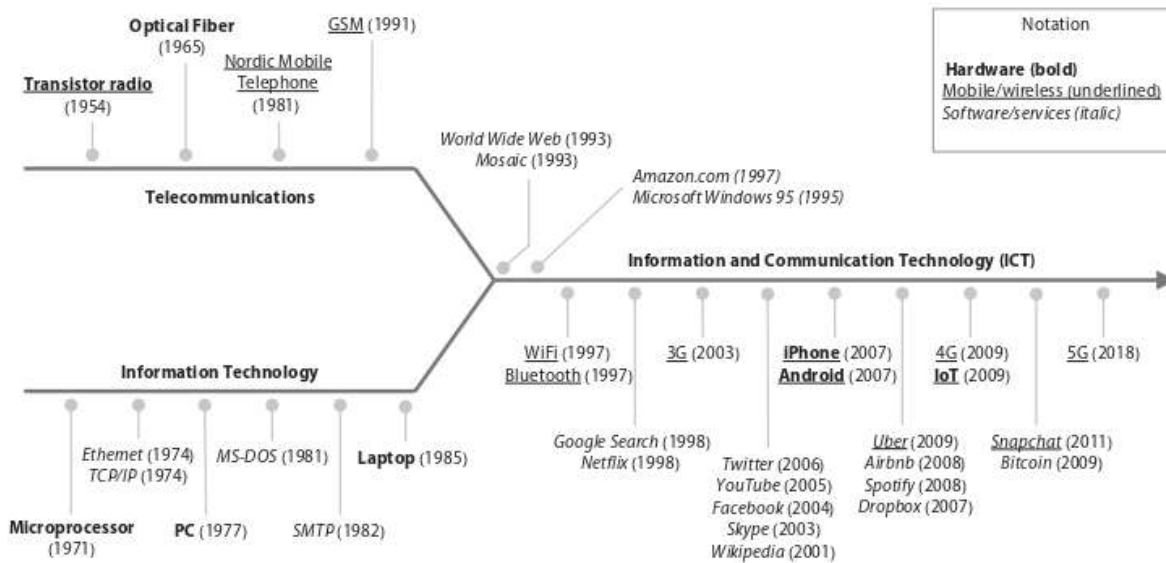 Optical Fiber
(1965)
GSM (1991)
Nordic Mobile
Telephone
(1981)
Transistor radio
(1954)
Notation
Hardware (bold)
Mobile/wireless (underlined)
Software/services (italic)
World Wide Web (1993)
Mosaic (1993)
Amazon.com (1997)
Microsoft Windows 95 (1995)
Telecommunications
Information and Communication Technology (ICT)
WiFi (1997)
Bluetooth (1997)
3G (2003)
iPhone (2007)
Android (2007)
4G (2009)
IoT (2009)
5G (2018)
Information Technology
Ethernet (1974)
TCP/IP (1974)
MS-DOS (1981)
Laptop (1985)
Google Search (1998)
Netflix (1998)
Twitter (2006)
YouTube (2005)
Facebook (2004)
Skype (2003)
Wikipedia (2001)
Uber (2009)
Airbnb (2008)
Spotify (2008)
Dropbox (2007)
Snapchat (2011)
Bitcoin (2009)
Microprocessor
(1971)
PC (1977)
SMTP (1982)